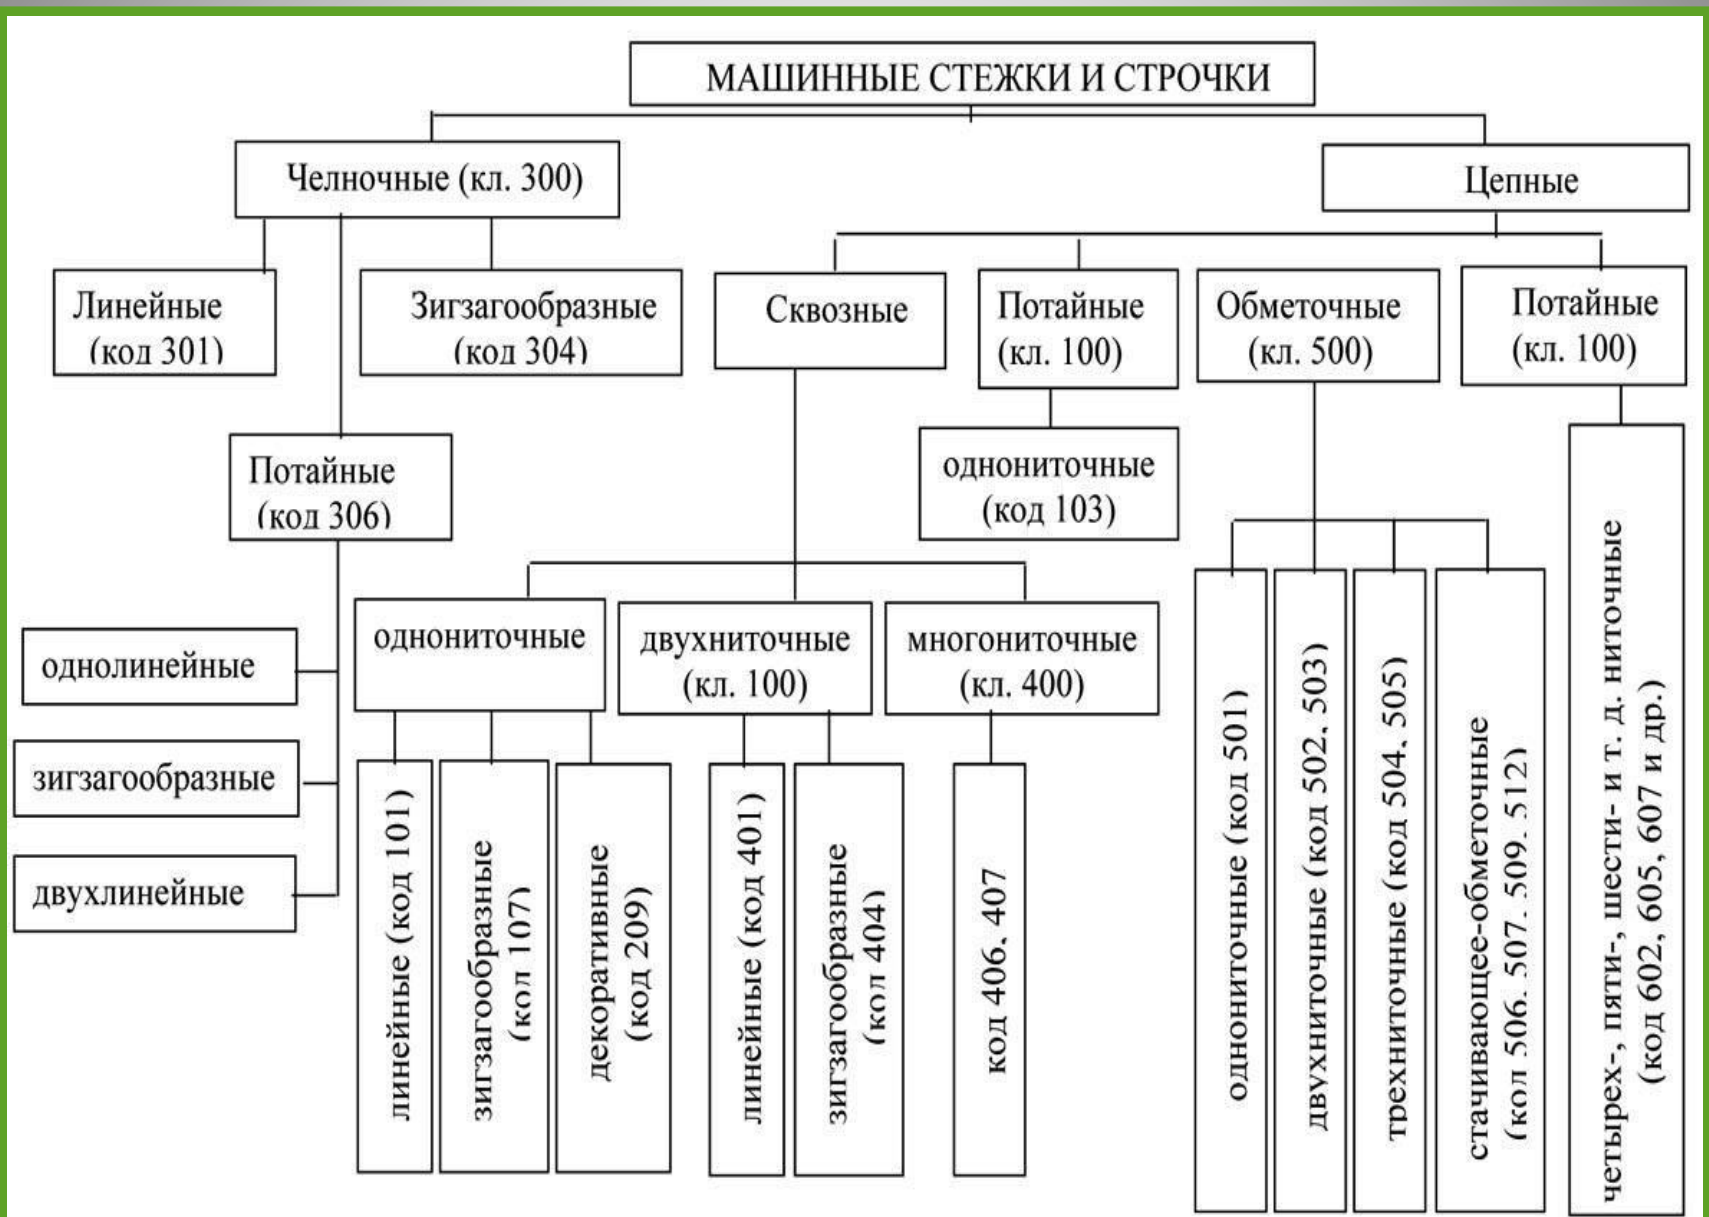 МАШИННЫЕ СТЕЖКИ И СТРОЧКИ
Челночные (кл. 300)
Цепные
Линейные
(код 301)
Зигзагообразные
(код 304)
Сквозные
Потайные
(кл. 100)
Обметочные
(кл. 500)
Потайные
(кл. 100)
Потайные
(код 306)
однониточные
(код 103)
однолинейные
зигзагообразные
двухлинейные
однониточные
двухниточные
(кл. 100)
многониточные
(кл. 400)
линейные (код 101)
зигзагообразные
(код 107)
декоративные
(код 209)
линейные (код 401)
зигзагообразные
(код 404)
код 406, 407
однониточные (код 501)
двухниточные (код 502, 503)
трехниточные (код 504, 505)
стачивающее-обметочные
(код 506, 507, 509, 512)
четырех-, пяти-, шести- и т. д. ниточные
(код 602, 605, 607 и др.)